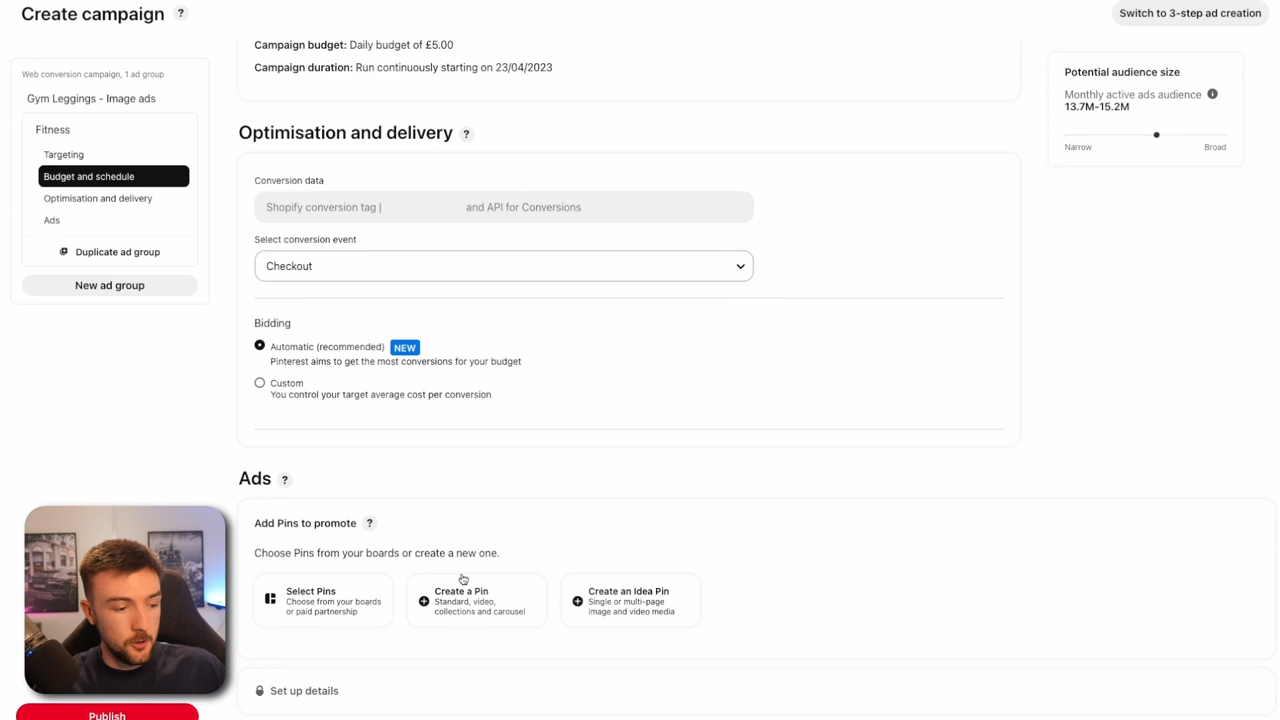 Create campaign ?
Switch to 3-step ad creation
Web conversion campaign, 1 ad group
Gym Leggings - Image ads
Fitness
Targeting
Budget and schedule
Optimisation and delivery
Ads
Duplicate ad group
New ad group
Campaign budget: Daily budget of £5.00
Campaign duration: Run continuously starting on 23/04/2023
Optimisation and delivery ?
Conversion data
Shopify conversion tag | and API for Conversions
Select conversion event
Checkout
Bidding
Automatic (recommended) NEW
Pinterest aims to get the most conversions for your budget
Custom
You control your target average cost per conversion
Ads ?
Add Pins to promote ?
Choose Pins from your boards or create a new one.
Select Pins
Choose from your boards
or paid partnership
Create a Pin
Standard, video,
collections and carousel
Create an Idea Pin
Single or multi-page
image and video media
Set up details
Potential audience size
Monthly active ads audience
13.7M-15.2M
Narrow
Broad
Publish